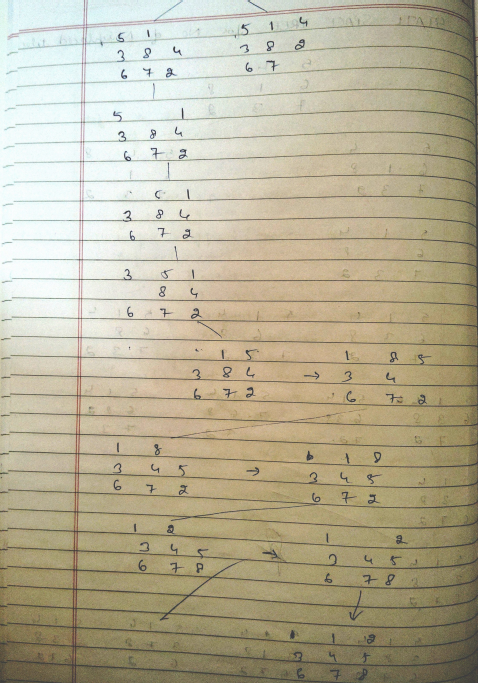 5 1 5 1 4
3 8 4 3 8 2
6 7 2 6 7
5 1
3 8 4
6 7 2
5 1
3 8 4
6 7 2
3 5 1
8 4
6 7 2
1 5 1 8 5
3 8 4 → 3 4
6 7 2 6 7 2
1 8 1 8
3 4 5 → 3 4 5
6 7 2 6 7 2
1 2 1 2
3 4 5 → 3 4 5
6 7 8 6 7 8
1 2
3 4 5
6 7 8